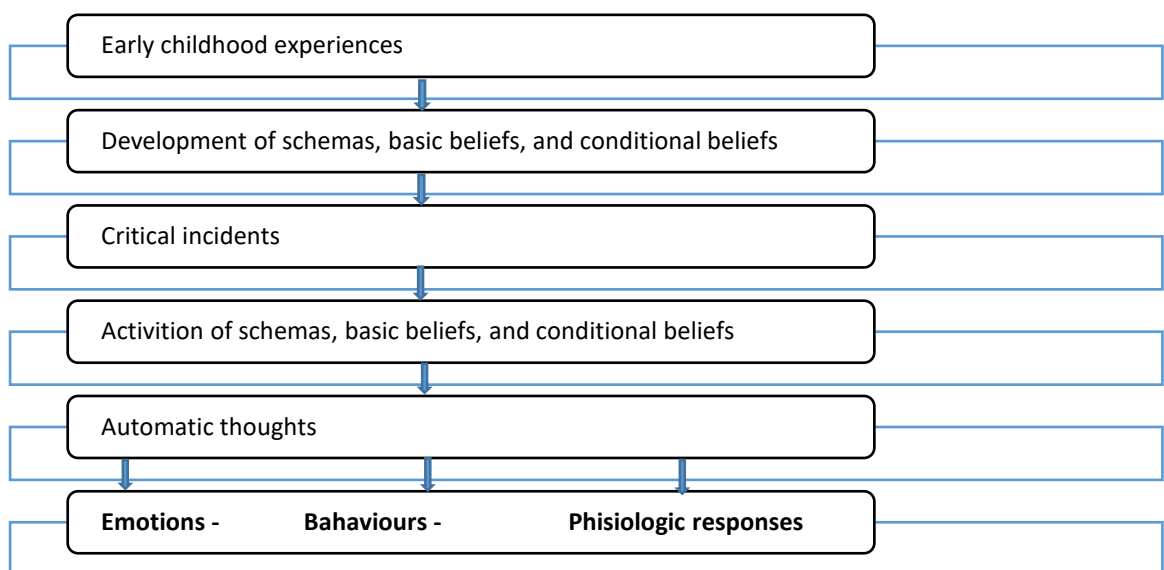 Early childhood experiences
Development of schemas, basic beliefs, and conditional beliefs
Critical incidents
Activition of schemas, basic beliefs, and conditional beliefs
Automatic thoughts
Emotions - Bahaviours - Phisiologic responses